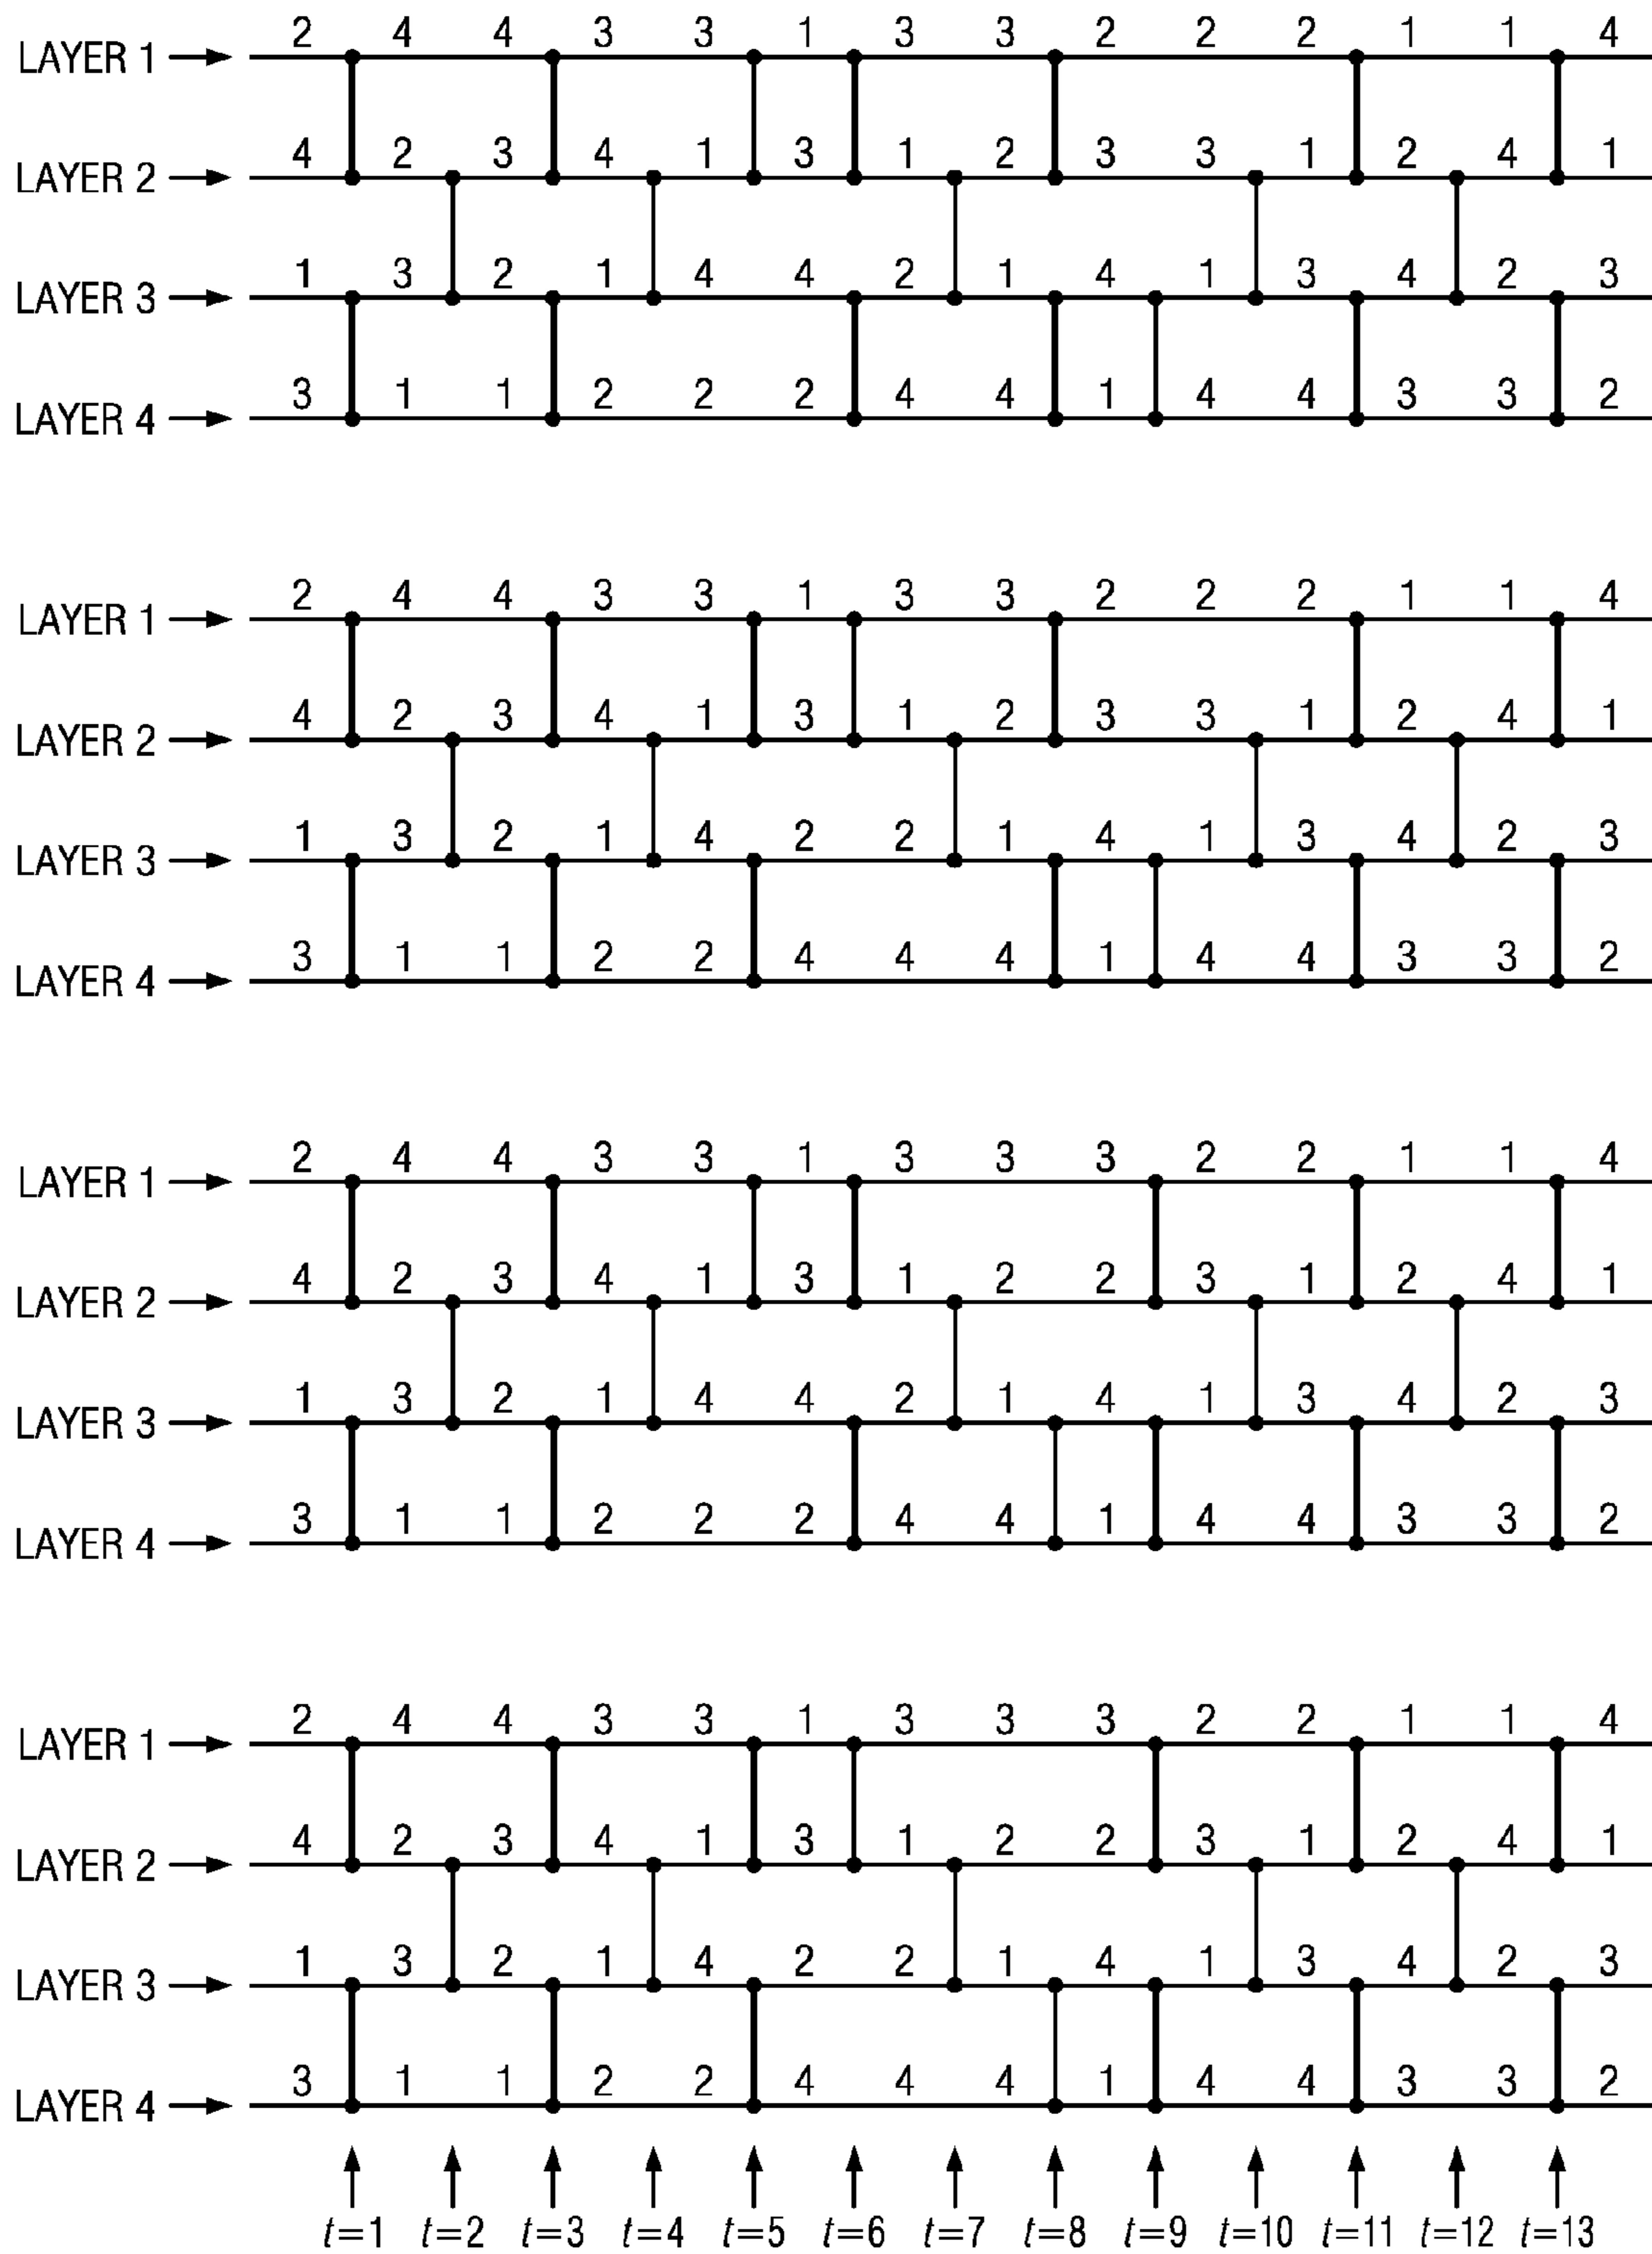 2 4 4 3 3 1 3 3 2 2 2 1 1 4
LAYER 1
4 2 3 4 1 3 1 2 3 3 1 2 4 1
LAYER 2
1 3 2 1 4 4 2 1 4 1 3 4 2 3
LAYER 3
3 1 1 2 2 2 4 4 1 4 4 3 3 2
LAYER 4
2 4 4 3 3 1 3 3 2 2 2 1 1 4
LAYER 1
4 2 3 4 1 3 1 2 3 3 1 2 4 1
LAYER 2
1 3 2 1 4 2 2 1 4 1 3 4 2 3
LAYER 3
3 1 1 2 2 4 4 4 1 4 4 3 3 2
LAYER 4
2 4 4 3 3 1 3 3 3 2 2 1 1 4
LAYER 1
4 2 3 4 1 3 1 2 2 3 1 2 4 1
LAYER 2
1 3 2 1 4 4 2 1 4 1 3 4 2 3
LAYER 3
3 1 1 2 2 2 4 4 1 4 4 3 3 2
LAYER 4
2 4 4 3 3 1 3 3 3 2 2 1 1 4
LAYER 1
4 2 3 4 1 3 1 2 2 3 1 2 4 1
LAYER 2
1 3 2 1 4 2 2 1 4 1 3 4 2 3
LAYER 3
3 1 1 2 2 4 4 4 1 4 4 3 3 2
LAYER 4
t=1 t=2 t=3 t=4 t=5 t=6 t=7 t=8 t=9 t=10 t=11 t=12 t=13